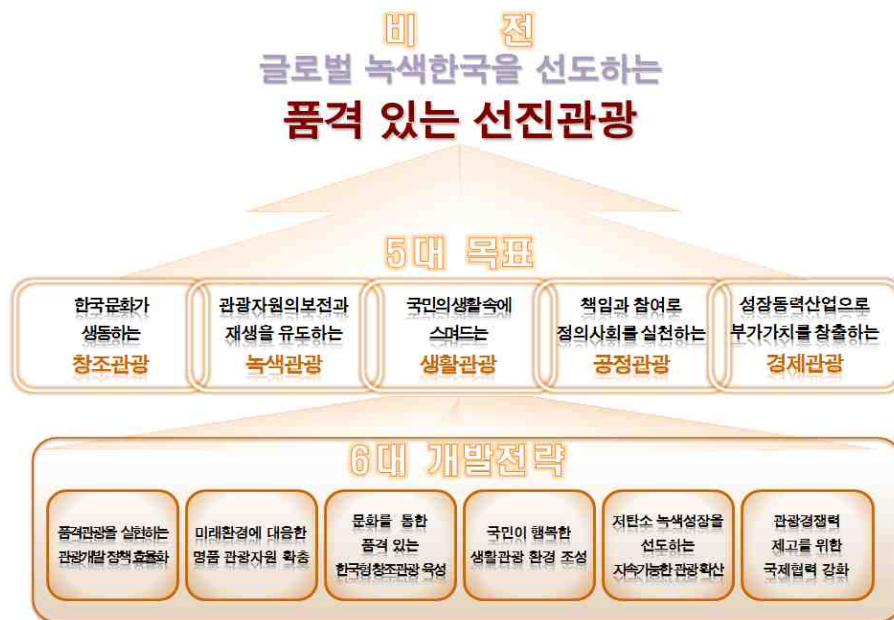 비 전
글로벌 녹색한국을 선도하는
품격 있는 선진관광
5대 목표
한국문화가
생동하는
창조관광
관광자원의보전과
재생을 유도하는
녹색관광
국민의생활속에
스며드는
생활관광
책임과 참여로
정의사회를 실천하는
공정관광
성장동력산업으로
부가가치를 창출하는
경제관광
6대 개발전략
품격관광을 실현하는
관광개발 정책 효율화
미래환경에 대응한
명품 관광자원 확충
문화를 통한
품격 있는
한국형창조관광 육성
국민이 행복한
생활관광 환경 조성
저탄소 녹색성장을
선도하는
지속가능한 관광 확산
관광경쟁력
제고를 위한
국제협력 강화